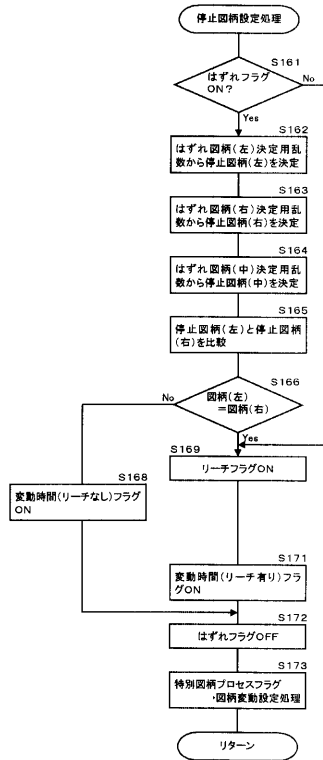 停止図柄設定処理
S161
はずれフラグ
ON?
No
Yes
S162
はずれ図柄(左)決定用乱
数から停止図柄(左)を決定
S163
はずれ図柄(右)決定用乱
数から停止図柄(右)を決定
S164
はずれ図柄(中)決定用乱
数から停止図柄(中)を決定
S165
停止図柄(左)と停止図柄
(右)を比較
S166
図柄(左)
=図柄(右)
No
Yes
S169
リーチフラグON
S168
変動時間(リーチなし)フラグ
ON
S171
変動時間(リーチ有り)フラ
グON
S172
はずれフラグOFF
S173
特別図柄プロセスフラグ
図柄変動設定処理
リターン